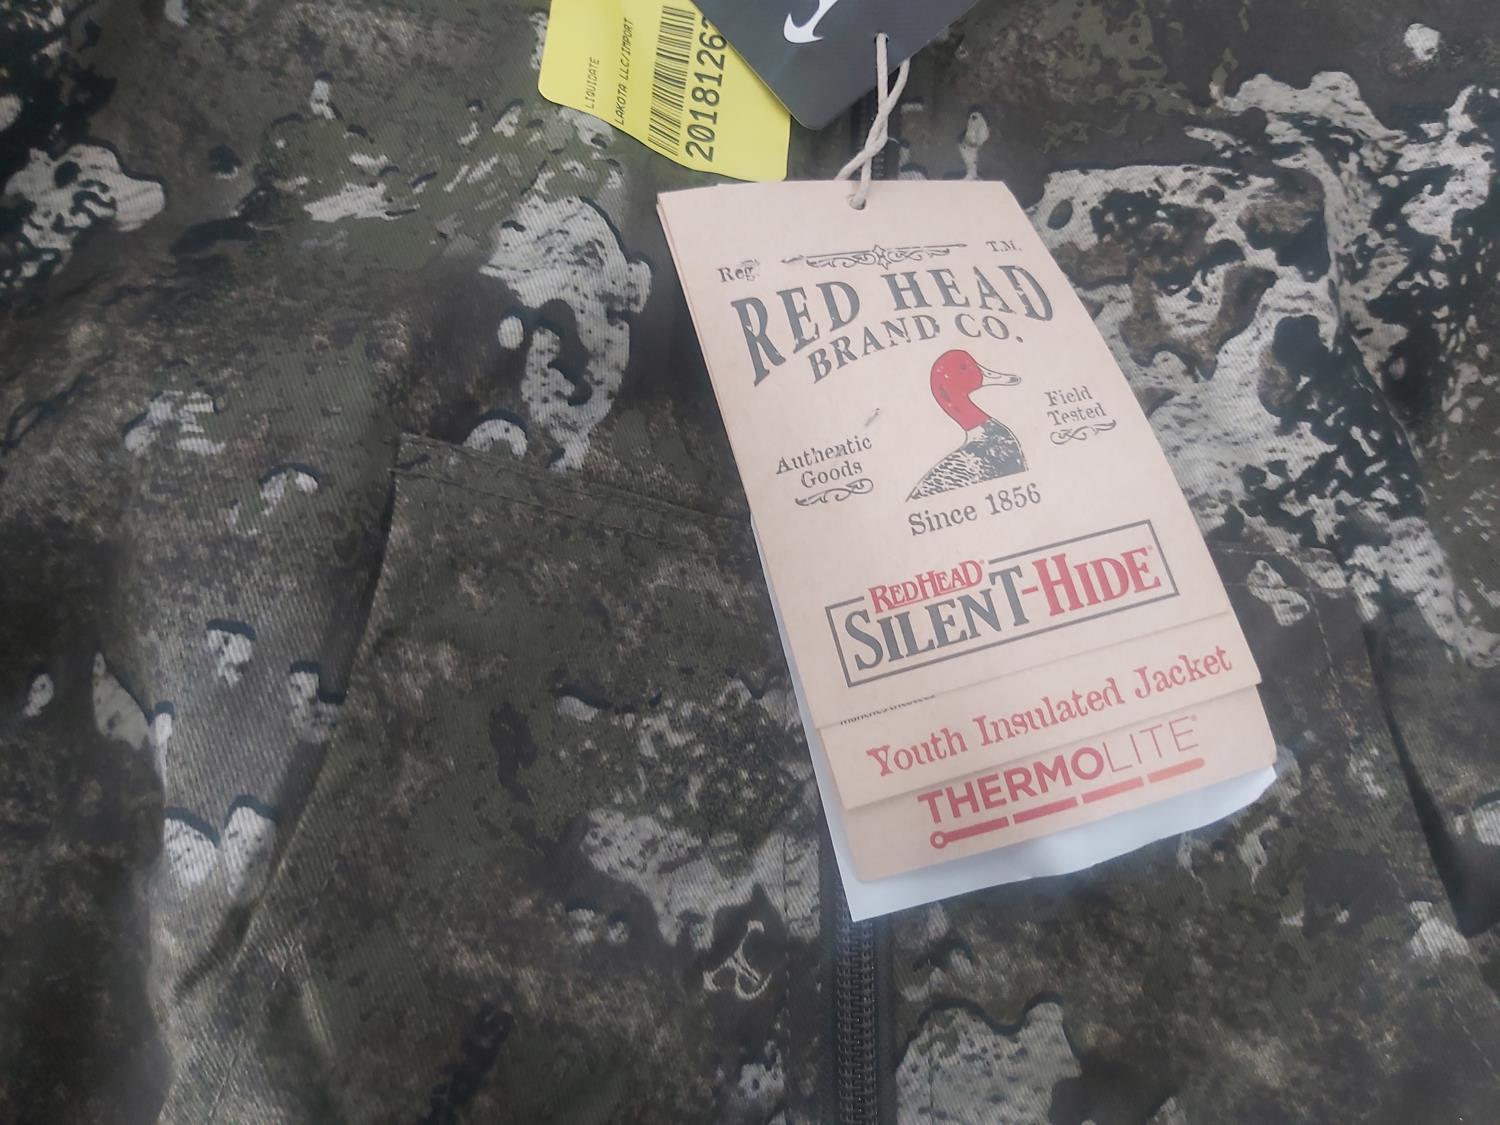 LIQUIDATE
LAKOTA LLC/IMPORT
20181263
Reg.
T.M.
RED HEAD
BRAND CO.
Authentic
Goods
Field
Tested
Since 1856
REDHEAD®
SILENT-HIDE®
Youth Insulated Jacket
THERMOLITE®